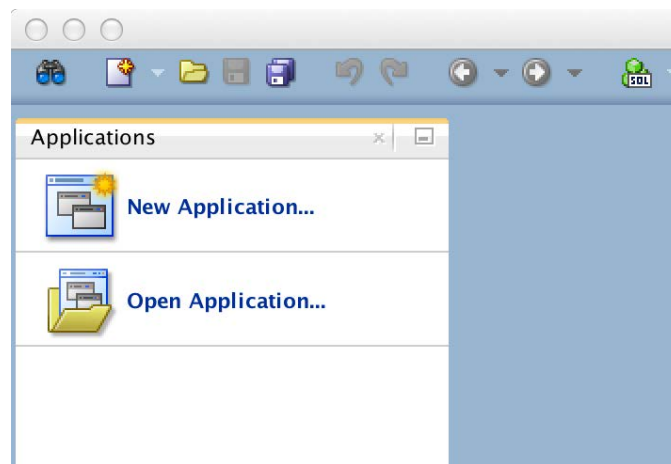 SQL
Applications
New Application...
Open Application...